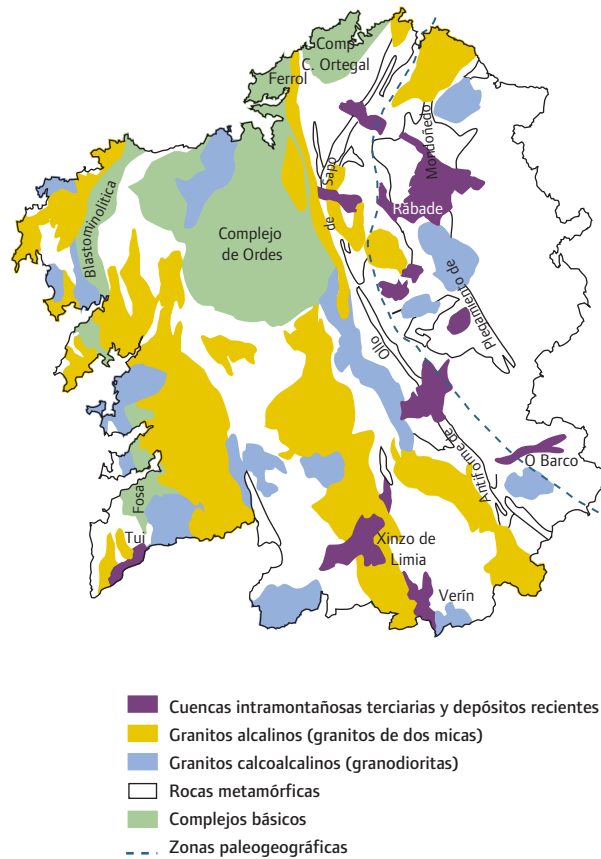 Comp.
C. Ortegal
Ferrol
Mondoñedo
Plegamiento de
Sapo
de
Ollo
Antiforme de
Rábade
Blastomilonítica
Fosa
Complejo
de Ordes
O Barco
Xinzo de
Limia
Tui
Verín
Cuencas intramontañosas terciarias y depósitos recientes
Granitos alcalinos (granitos de dos micas)
Granitos calcoalcalinos (granodioritas)
Rocas metamórficas
Complejos básicos
Zonas paleogeográficas